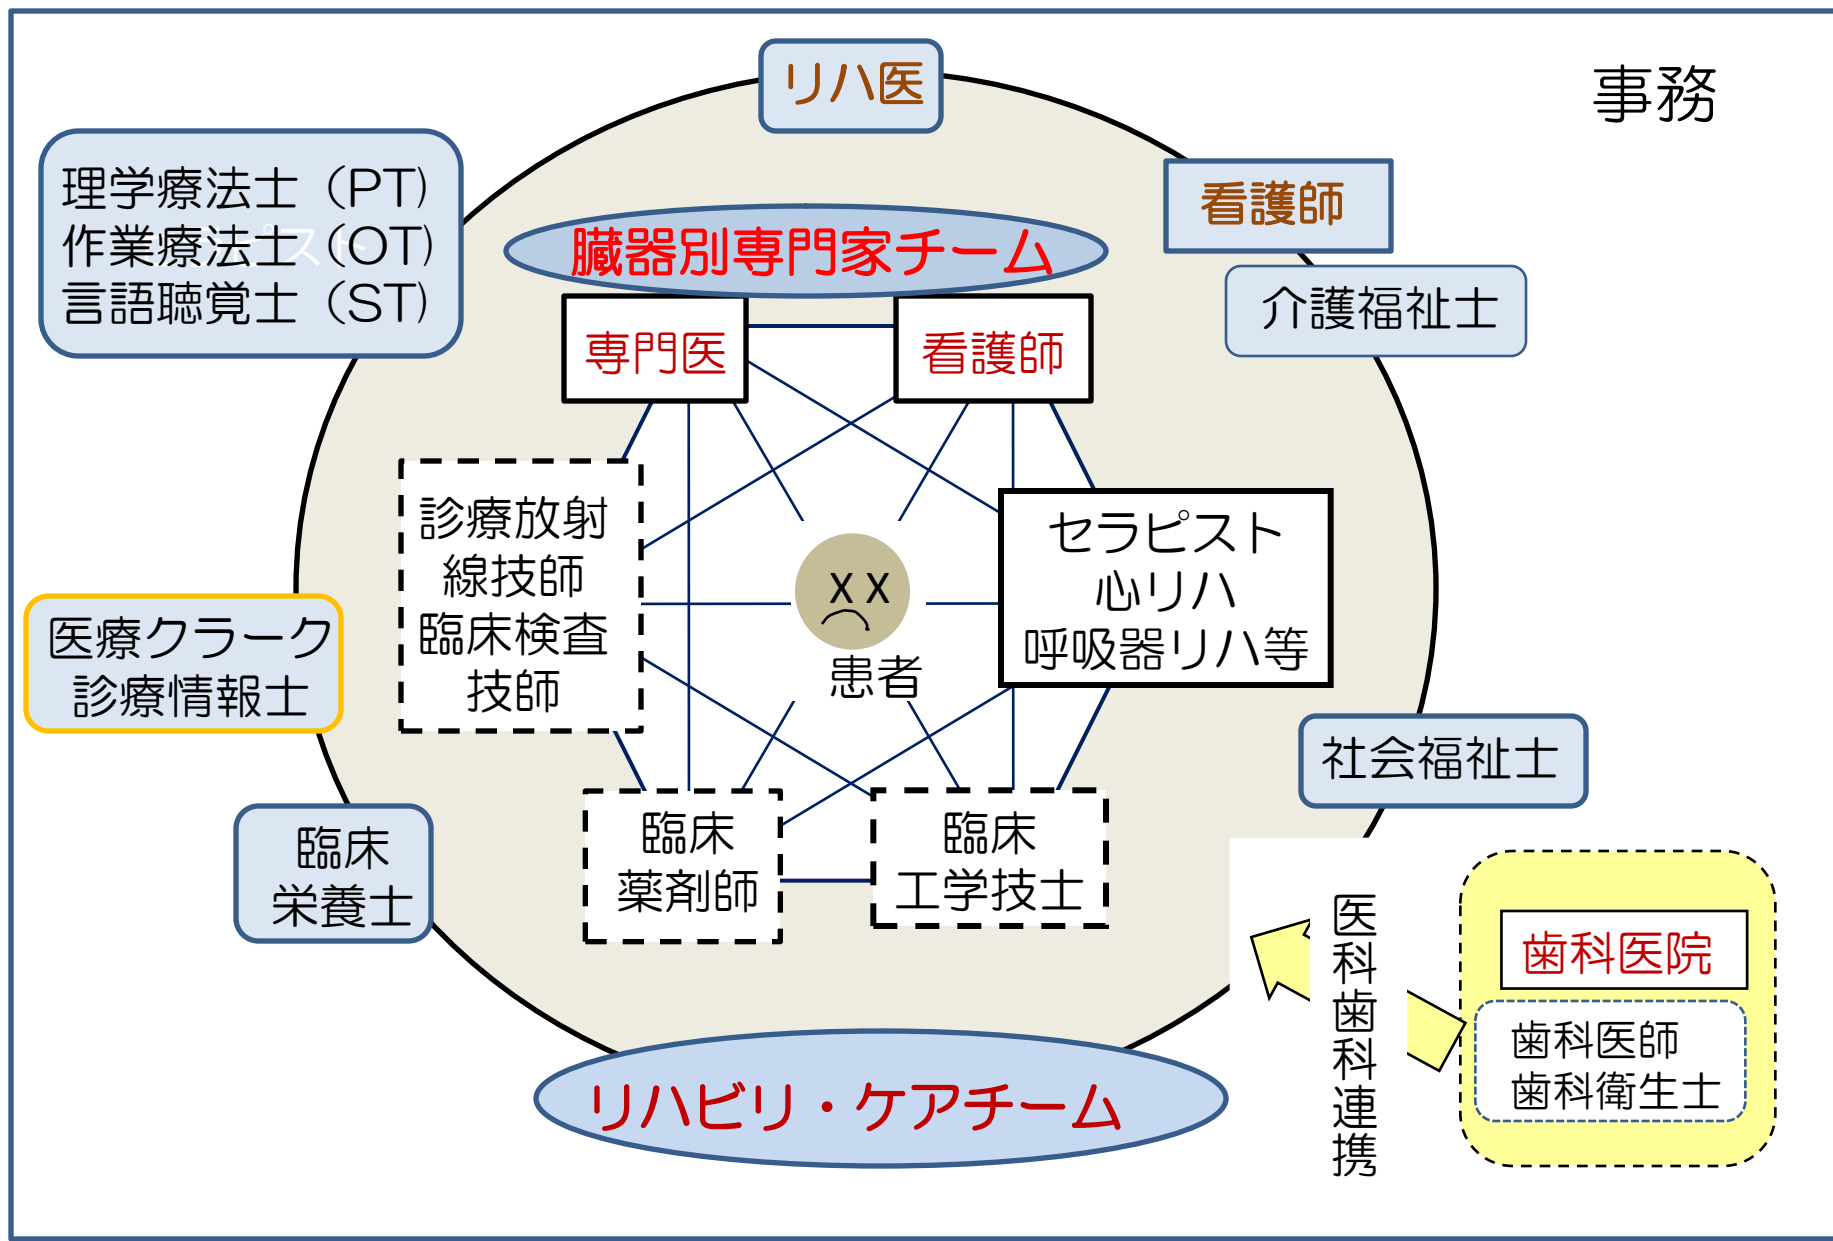 リハ医
事務
理学療法士（PT）
作業療法士（OT）
言語聴覚士（ST）
看護師
臓器別専門家チーム
介護福祉士
専門医
看護師
診療放射
線技師
臨床検査
技師
セラピスト
心リハ
呼吸器リハ等
X X
患者
医療クラーク
診療情報士
社会福祉士
臨床
栄養士
臨床
薬剤師
臨床
工学技士
医科歯科連携
歯科医院
歯科医師
歯科衛生士
リハビリ・ケアチーム